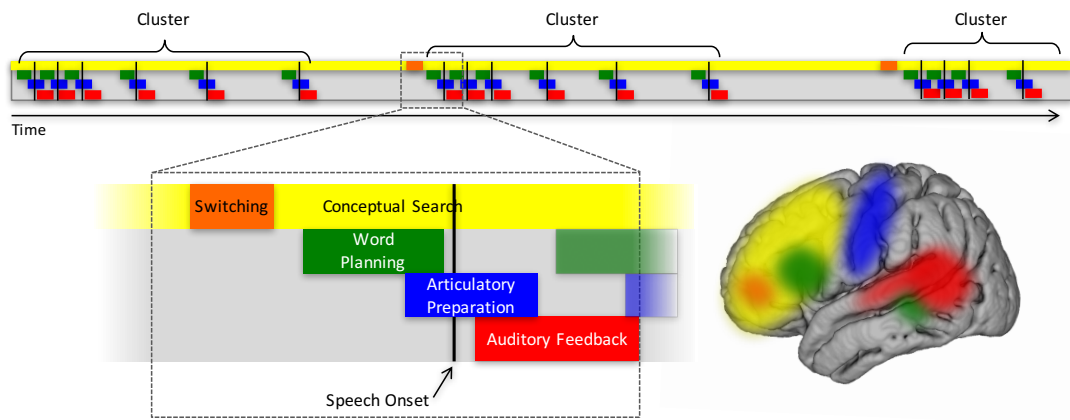 Cluster
Cluster
Cluster
Time
Switching
Conceptual Search
Word
Planning
Articulatory
Preparation
Auditory Feedback
Speech Onset